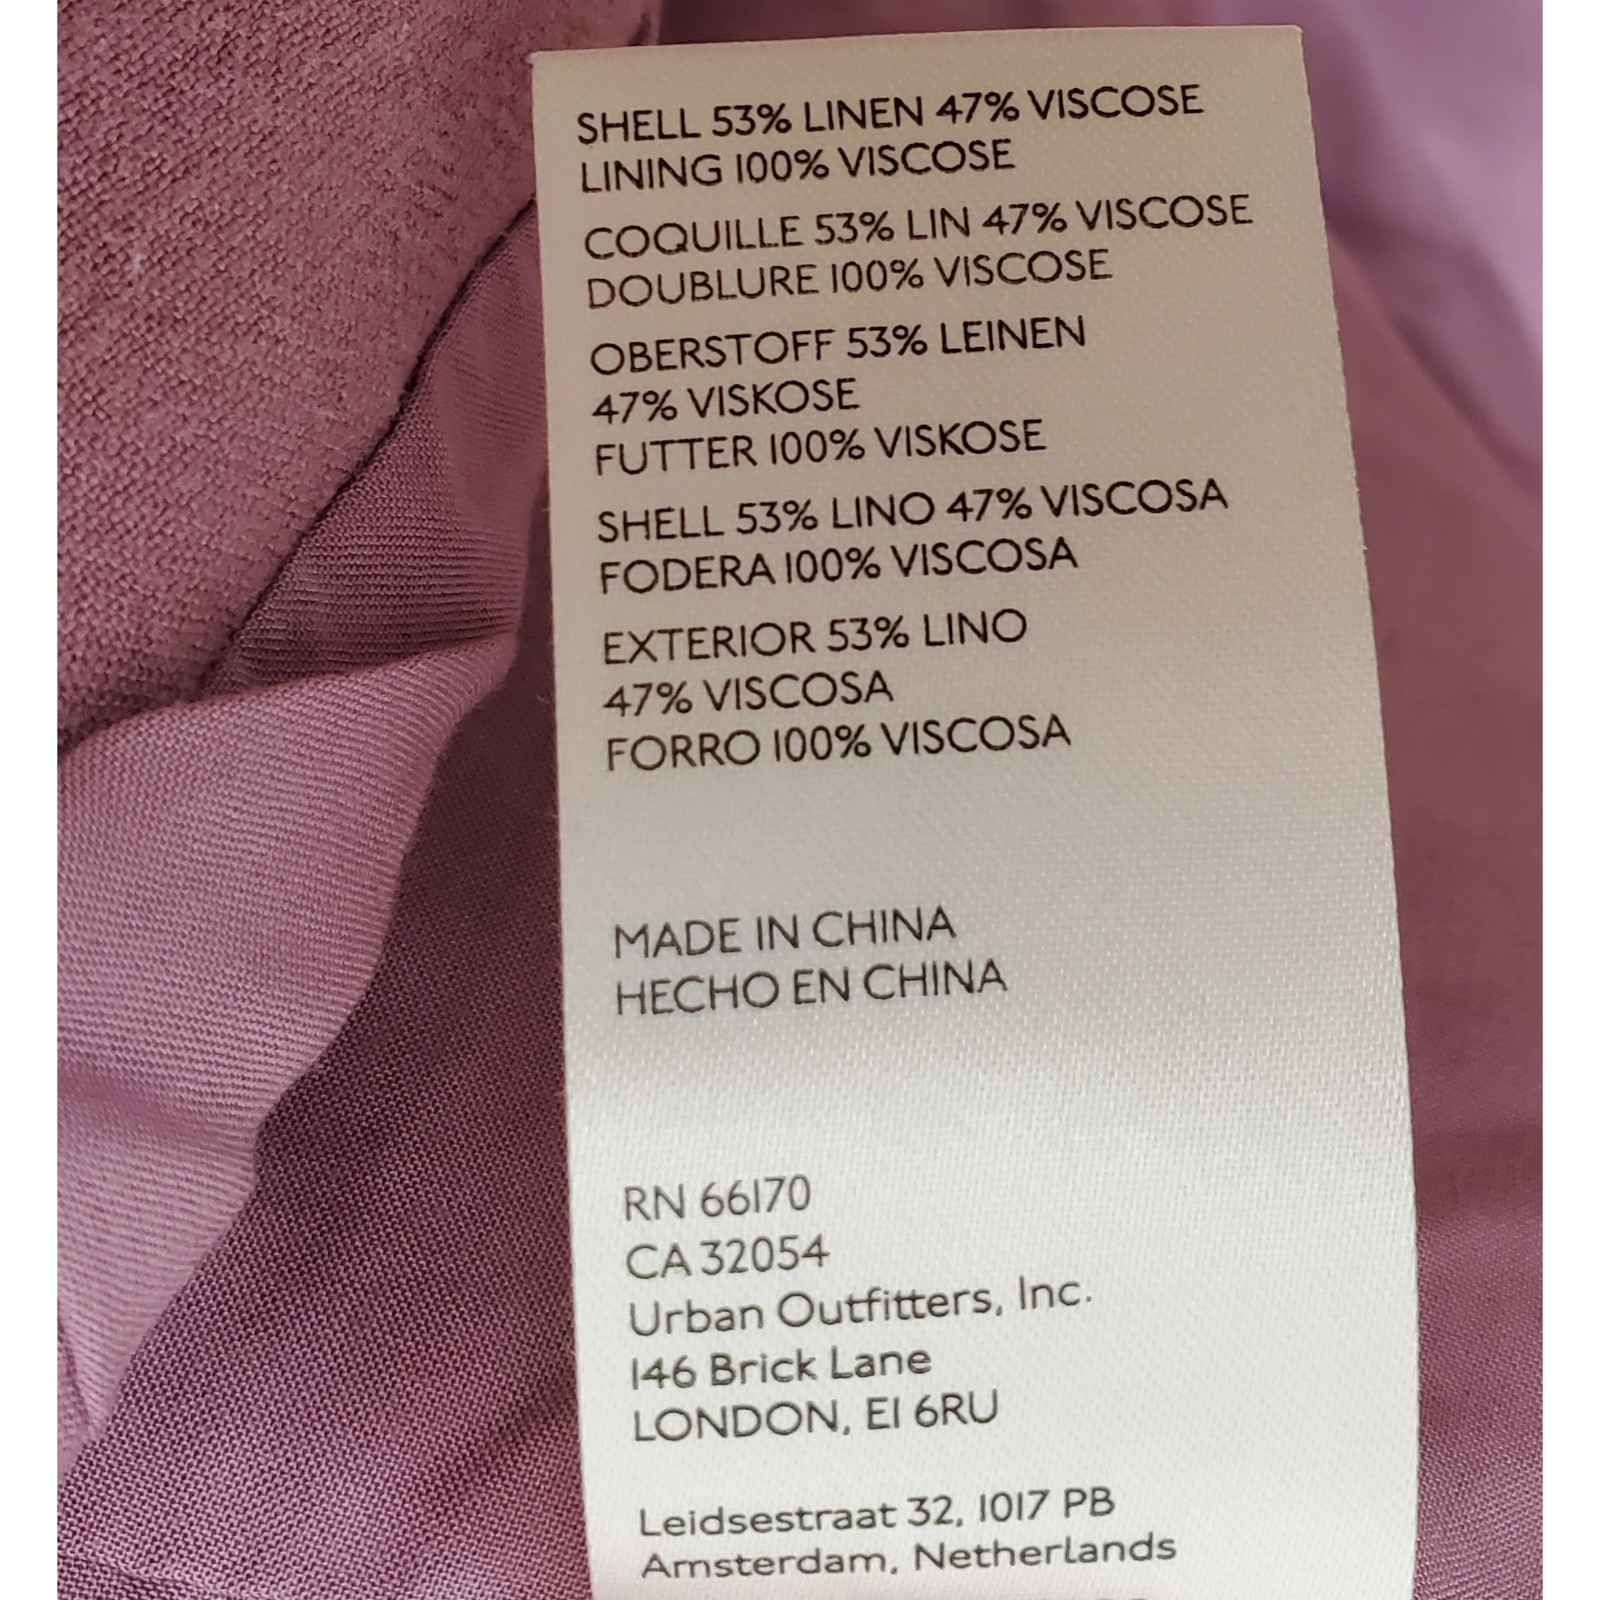 SHELL 53% LINEN 47% VISCOSE
LINING 100% VISCOSE
COQUILLE 53% LIN 47% VISCOSE
DOUBLURE 100% VISCOSE
OBERSTOFF 53% LEINEN
47% VISKOSE
FUTTER 100% VISKOSE
SHELL 53% LINO 47% VISCOSA
FODERA 100% VISCOSA
EXTERIOR 53% LINO
47% VISCOSA
FORRO 100% VISCOSA
MADE IN CHINA
HECHO EN CHINA
RN 66170
CA 32054
Urban Outfitters, Inc.
146 Brick Lane
LONDON, E1 6RU
Leidsestraat 32, 1017 PB
Amsterdam, Netherlands